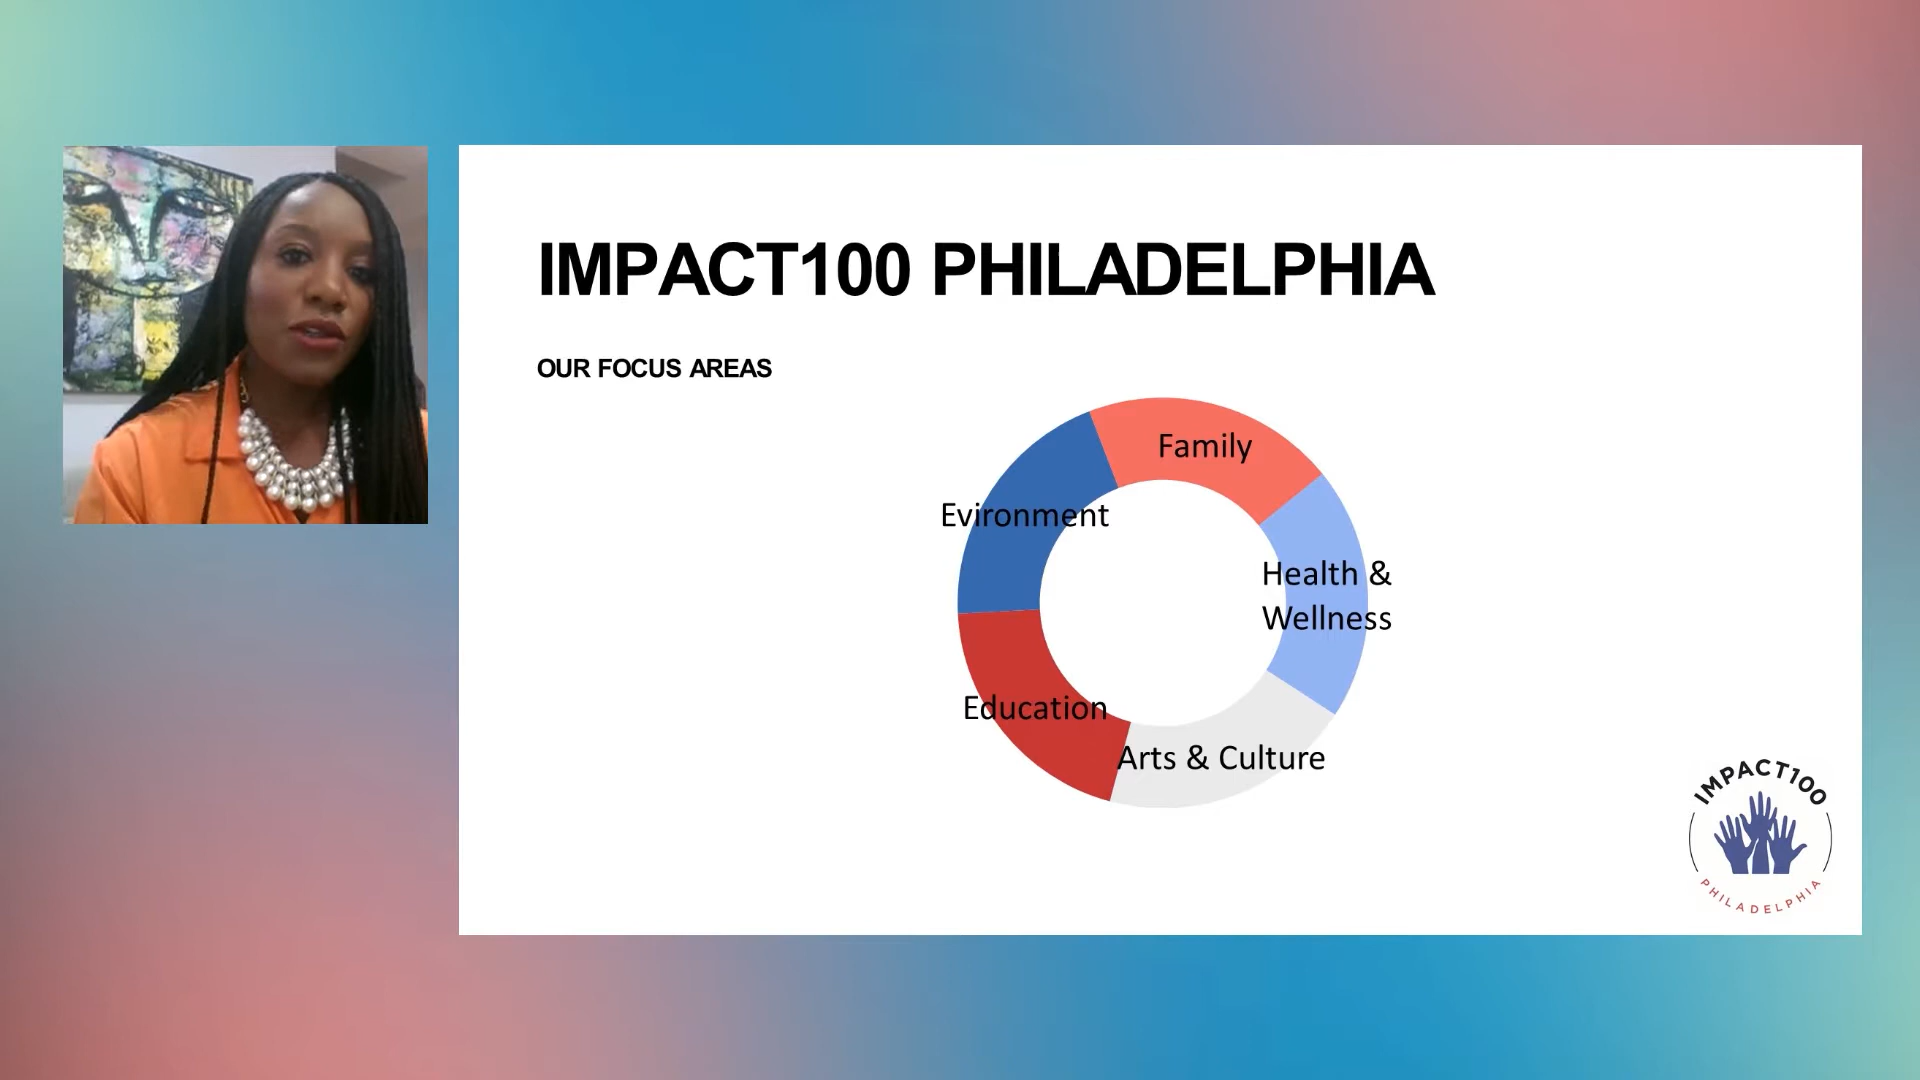 IMPACT100 PHILADELPHIA
OUR FOCUS AREAS
Family
Evironment
Health &
Wellness
Education
Arts & Culture
IMPACT100
PHILADELPHIA